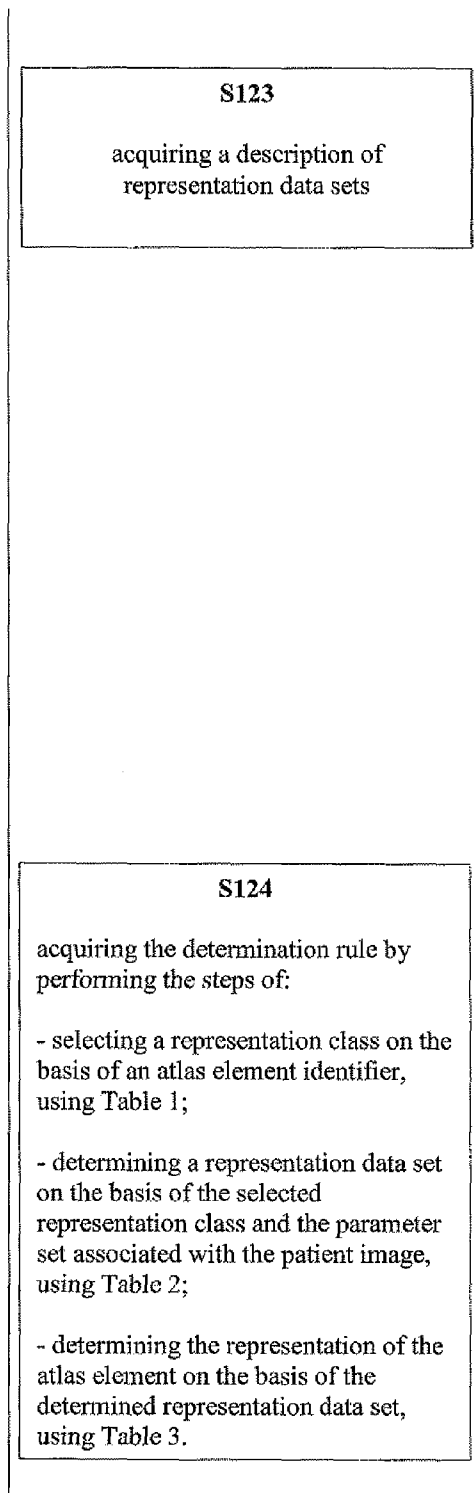 S123
acquiring a description of
representation data sets
S124
acquiring the determination rule by
performing the steps of:
- selecting a representation class on the
basis of an atlas element identifier,
using Table 1;
- determining a representation data set
on the basis of the selected
representation class and the parameter
set associated with the patient image,
using Table 2;
- determining the representation of the
atlas element on the basis of the
determined representation data set,
using Table 3.